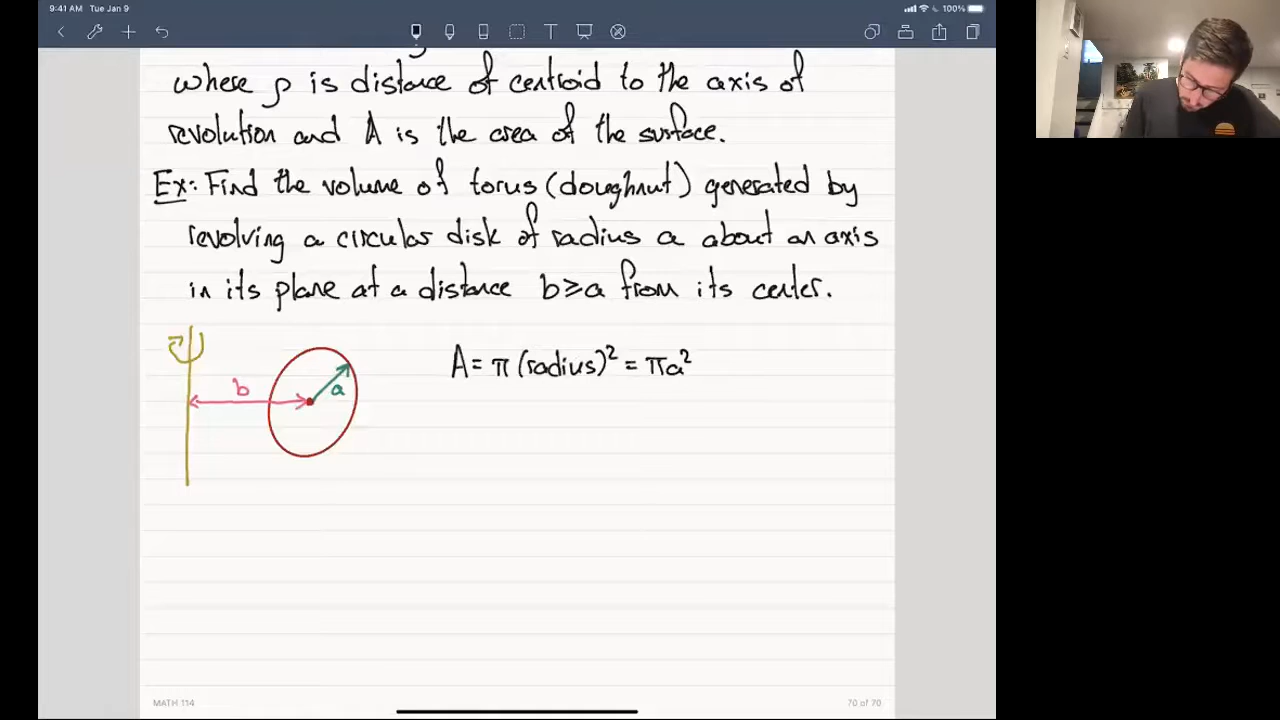 9:41 AM Tue Jan 9
100%
where ρ is distance of centroid to the axis of
revolution and A is the area of the surface.
Ex: Find the volume of torus (doughnut) generated by
revolving a circular disk of radius a about an axis
in its plane at a distance b≥a from its center.
A = π (radius)² = πa²
b
a
MATH 114
70 of 70